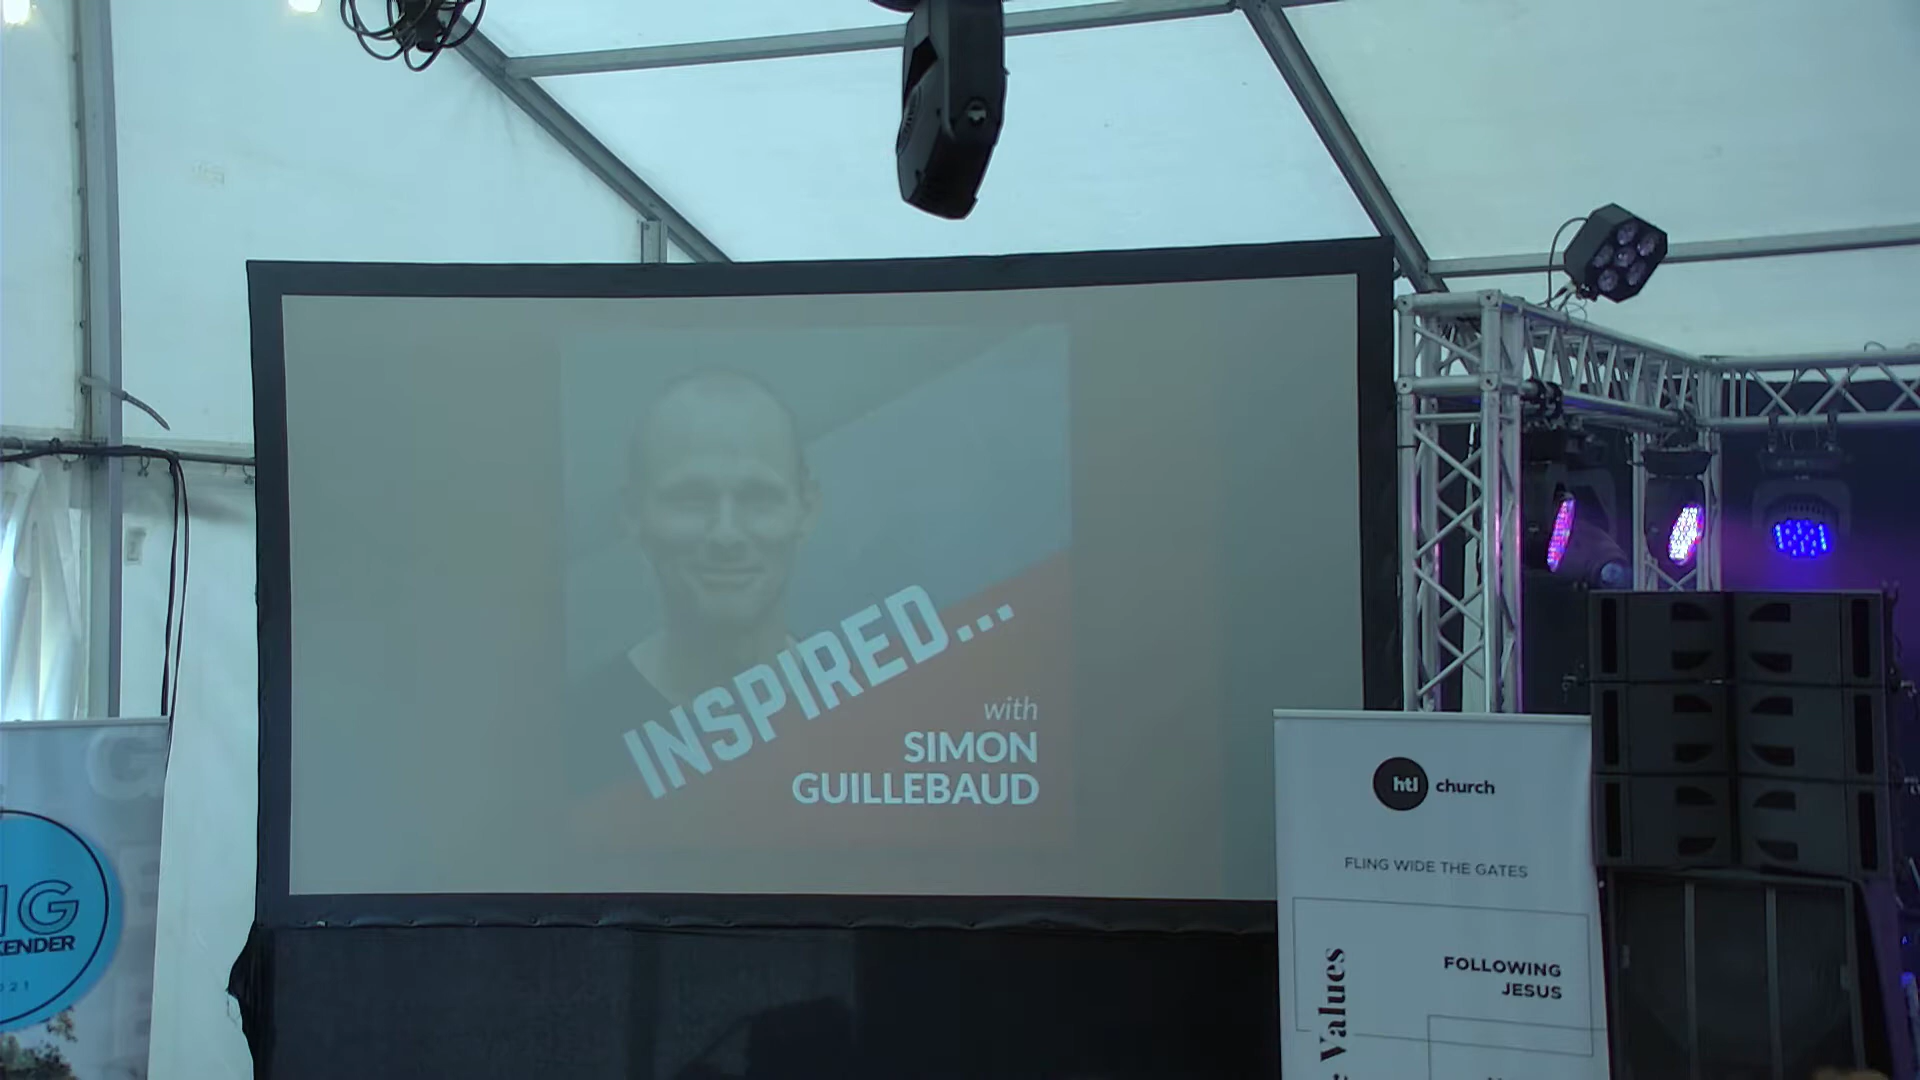 INSPIRED...
with
SIMON
GUILLEBAUD
htl church
FLING WIDE THE GATES
Values
FOLLOWING
JESUS
G
KENDER